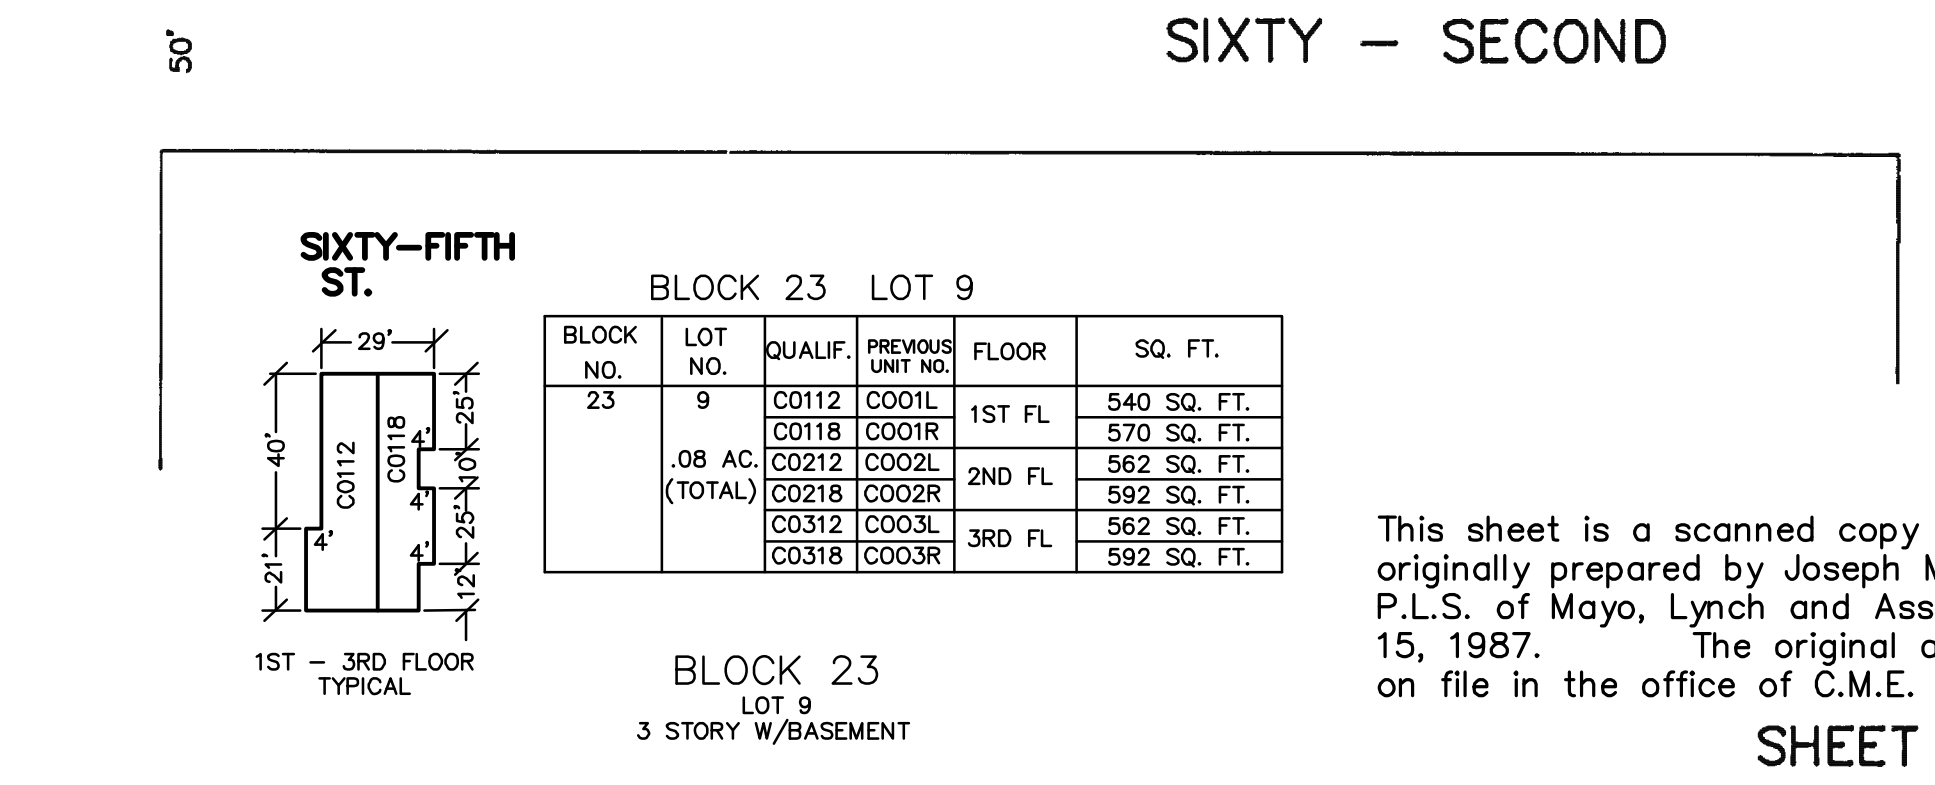 50'
SIXTY – SECOND
SIXTY–FIFTH
ST.
29'
40'
21'
C0112
C0118
4'
4'
4'
4'
25'
10'
25'
12'
1ST – 3RD FLOOR
TYPICAL
BLOCK 23 LOT 9
BLOCK NO. LOT NO. QUALIF. PREVIOUS UNIT NO. FLOOR SQ. FT.
23 9 C0112 C001L 1ST FL 540 SQ. FT.
C0118 C001R 570 SQ. FT.
.08 AC. C0212 C002L 2ND FL 562 SQ. FT.
(TOTAL) C0218 C002R 592 SQ. FT.
C0312 C003L 3RD FL 562 SQ. FT.
C0318 C003R 592 SQ. FT.
BLOCK 23
LOT 9
3 STORY W/BASEMENT
This sheet is a scanned copy
originally prepared by Joseph M
P.L.S. of Mayo, Lynch and Ass
15, 1987. The original a
on file in the office of C.M.E.
SHEET